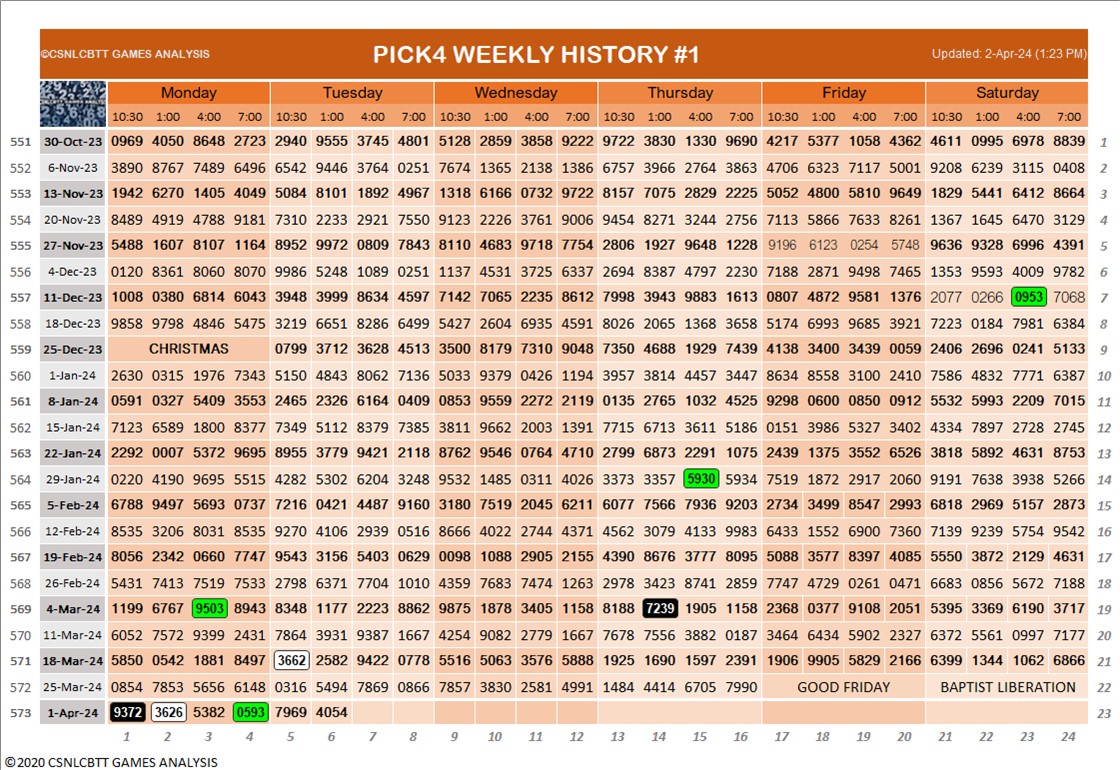 ©CSNLCBTT GAMES ANALYSIS PICK4 WEEKLY HISTORY #1 Updated: 2-Apr-24 (1:23 PM)
Monday Tuesday Wednesday Thursday Friday Saturday
10:30 1:00 4:00 7:00 10:30 1:00 4:00 7:00 10:30 1:00 4:00 7:00 10:30 1:00 4:00 7:00 10:30 1:00 4:00 7:00 10:30 1:00 4:00 7:00
551 30-Oct-23 0969 4050 8648 2723 2940 9555 3745 4801 5128 2859 3858 9222 9722 3830 1330 9690 4217 5377 1058 4362 4611 0995 6978 8839 1
552 6-Nov-23 3890 8767 7489 6496 6542 9446 3764 0251 7674 1365 2138 1386 6757 3966 2764 3863 4706 6323 7117 5001 9208 6239 3115 0408 2
553 13-Nov-23 1942 6270 1405 4049 5084 8101 1892 4967 1318 6166 0732 9722 8157 7075 2829 2225 5052 4800 5810 9649 1829 5441 6412 8664 3
554 20-Nov-23 8489 4919 4788 9181 7310 2233 2921 7550 9123 2226 3761 9006 9454 8271 3244 2756 7113 5866 7633 8261 1367 1645 6470 3129 4
555 27-Nov-23 5488 1607 8107 1164 8952 9972 0809 7843 8110 4683 9718 7754 2806 1927 9648 1228 9196 6123 0254 5748 9636 9328 6996 4391 5
556 4-Dec-23 0120 8361 8060 8070 9986 5248 1089 0251 1137 4531 3725 6337 2694 8387 4797 2230 7188 2871 9498 7465 1353 9593 4009 9782 6
557 11-Dec-23 1008 0380 6814 6043 3948 3999 8634 4597 7142 7065 2235 8612 7998 3943 9883 1613 0807 4872 9581 1376 2077 0266 0953 7068 7
558 18-Dec-23 9858 9798 4846 5475 3219 6651 8286 6499 5427 2604 6935 4591 8026 2065 1368 3658 5174 6993 9685 3921 7223 0184 7981 6384 8
559 25-Dec-23 CHRISTMAS 0799 3712 3628 4513 3500 8179 7310 9048 7350 4688 1929 7439 4138 3400 3439 0059 2406 2696 0241 5133 9
560 1-Jan-24 2630 0315 1976 7343 5150 4843 8062 7136 5033 9379 0426 1194 3957 3814 4457 3447 8634 8558 3100 2410 7586 4832 7771 6387 10
561 8-Jan-24 0591 0327 5409 3553 2465 2326 6164 0409 0853 9559 2272 2119 0135 2765 1032 4525 9298 0600 0850 0912 5532 5993 2209 7015 11
562 15-Jan-24 7123 6589 1800 8377 7349 5112 8379 7385 3811 9662 2003 1391 7715 6713 3611 5186 0151 3986 5327 3402 4334 7897 2728 2745 12
563 22-Jan-24 2292 0007 5372 9695 8955 3779 9421 2118 8762 9546 0764 4710 2799 6873 2291 1075 2439 1375 3552 6526 3818 5892 4631 8753 13
564 29-Jan-24 0220 4190 9695 5515 4282 5302 6204 3248 9532 1485 0311 4026 3373 3357 5930 5934 7519 1872 2917 2060 9191 7638 3938 5266 14
565 5-Feb-24 6788 9497 5693 0737 7216 0421 4487 9160 3180 7519 2045 6211 6077 7566 7936 9203 2734 3499 8547 2993 6818 2969 5157 2873 15
566 12-Feb-24 8535 3206 8031 8535 9270 4106 2939 0516 8666 4022 2744 4371 4562 3079 4133 9983 6433 1552 6900 7360 7139 9239 5754 9542 16
567 19-Feb-24 8056 2342 0660 7747 9543 3156 5403 0629 0098 1088 2905 2155 4390 8676 3777 8095 5088 3577 8397 4085 5550 3872 2129 4631 17
568 26-Feb-24 5431 7413 7519 7533 2798 6371 7704 1010 4359 7683 7474 1263 2978 3423 8741 2859 7747 4729 0261 0471 6683 0856 5672 7188 18
569 4-Mar-24 1199 6767 9503 8943 8348 1177 2223 8862 9875 1878 3405 1158 8188 7239 1905 1158 2368 0377 9108 2051 5395 3369 6190 3717 19
570 11-Mar-24 6052 7572 9399 2431 7864 3931 9387 1667 4254 9082 2779 1667 7678 7556 3882 0187 3464 6434 5902 2327 6372 5561 0997 7177 20
571 18-Mar-24 5850 0542 1881 8497 3662 2582 9422 0778 5516 5063 3576 5888 1925 1690 1597 2391 1906 9905 5829 2166 6399 1344 1062 6866 21
572 25-Mar-24 0854 7853 5656 6148 0316 5494 7869 0866 7857 3830 2581 4991 1484 4414 6705 7990 GOOD FRIDAY BAPTIST LIBERATION 22
573 1-Apr-24 9372 3626 5382 0593 7969 4054 23
1 2 3 4 5 6 7 8 9 10 11 12 13 14 15 16 17 18 19 20 21 22 23 24
©2020 CSNLCBTT GAMES ANALYSIS